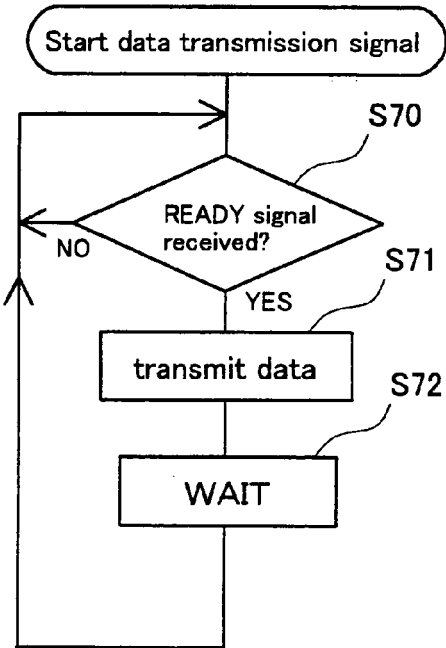 Start data transmission signal
S70
READY signal
received?
NO
YES
S71
transmit data
S72
WAIT